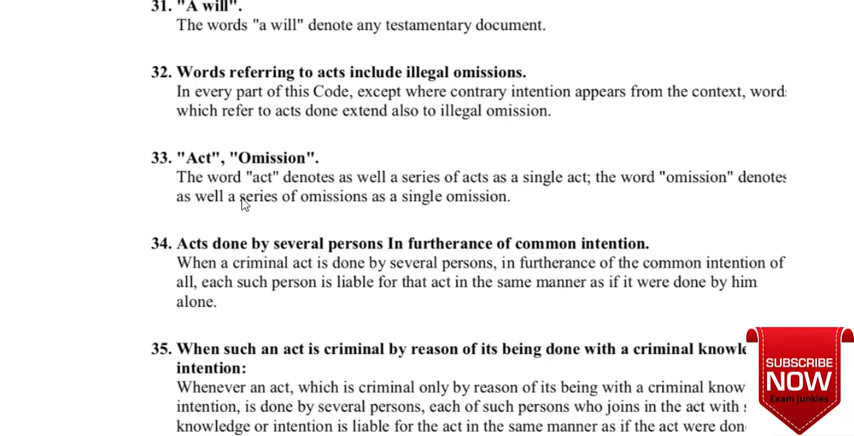 31. "A will".
The words "a will" denote any testamentary document.
32. Words referring to acts include illegal omissions.
In every part of this Code, except where contrary intention appears from the context, word
which refer to acts done extend also to illegal omission.
33. "Act", "Omission".
The word "act" denotes as well a series of acts as a single act; the word "omission" denotes
as well a series of omissions as a single omission.
34. Acts done by several persons In furtherance of common intention.
When a criminal act is done by several persons, in furtherance of the common intention of
all, each such person is liable for that act in the same manner as if it were done by him
alone.
35. When such an act is criminal by reason of its being done with a criminal knowle
intention:
Whenever an act, which is criminal only by reason of its being with a criminal know
intention, is done by several persons, each of such persons who joins in the act with
knowledge or intention is liable for the act in the same manner as if the act were don
SUBSCRIBE
NOW
Exam Junkies